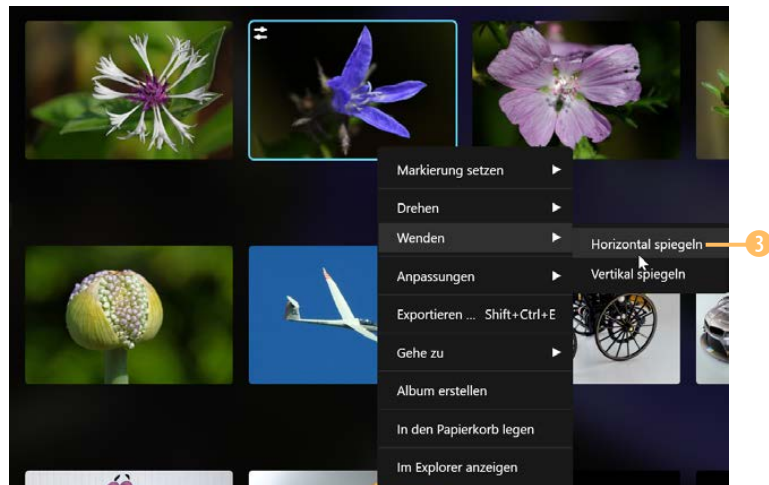 Markierung setzen
Drehen
Wenden
Horizontal spiegeln
3
Vertikal spiegeln
Anpassungen
Exportieren ... Shift+Ctrl+E
Gehe zu
Album erstellen
In den Papierkorb legen
Im Explorer anzeigen